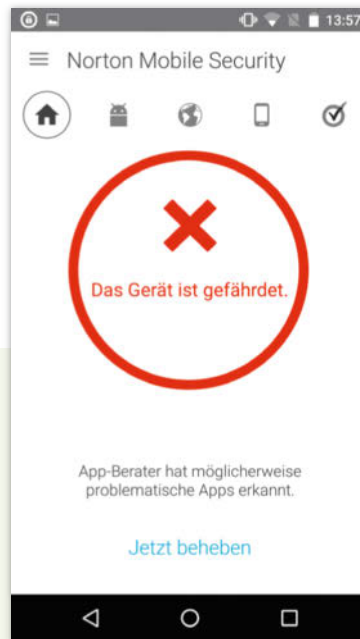 13:57
Norton Mobile Security
Das Gerät ist gefährdet.
App-Berater hat möglicherweise
problematische Apps erkannt.
Jetzt beheben